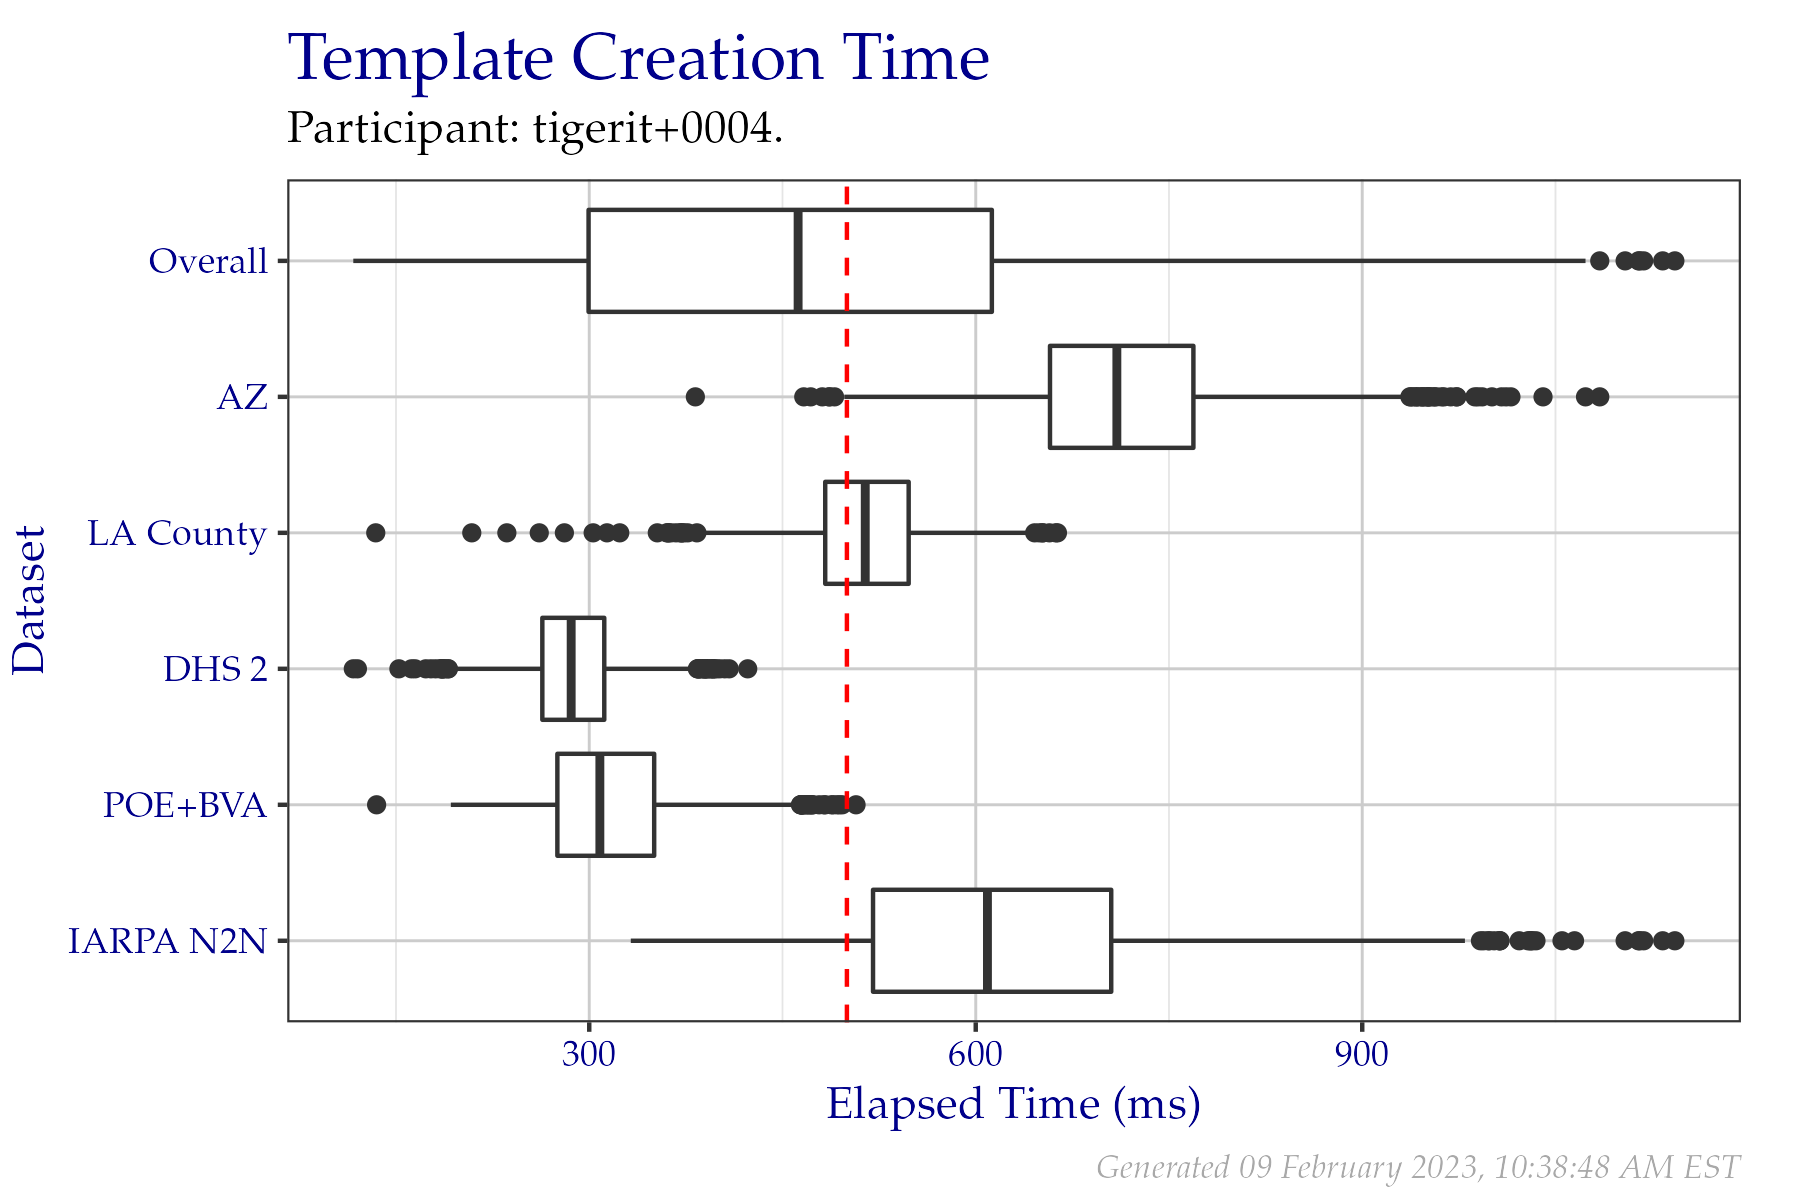 Template Creation Time
Participant: tigerit+0004.
Dataset
Overall
AZ
LA County
DHS 2
POE+BVA
IARPA N2N
300 600 900
Elapsed Time (ms)
Generated 09 February 2023, 10:38:48 AM EST